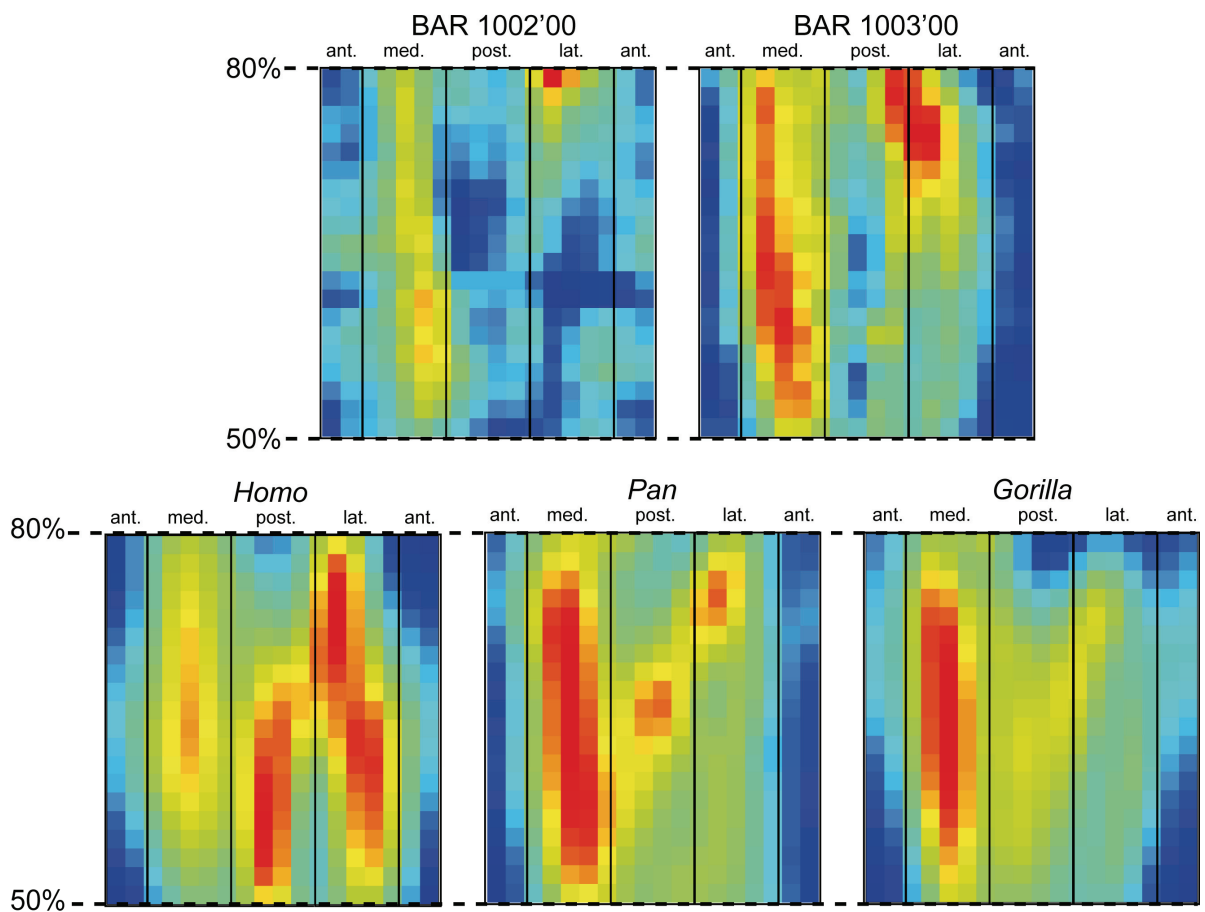 BAR 1002’00 BAR 1003’00
ant. med. post. lat. ant. ant. med. post. lat. ant.
80%
50%
Homo Pan Gorilla
ant. med. post. lat. ant. ant. med. post. lat. ant. ant. med. post. lat. ant.
80%
50%